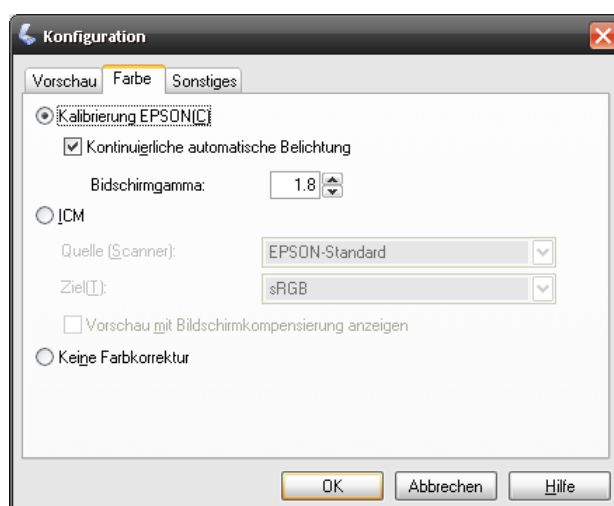 Konfiguration
Vorschau Farbe Sonstiges
Kalibrierung EPSON(C)
Kontinuierliche automatische Belichtung
Bidschirmgamma: 1.8
ICM
Quelle (Scanner): EPSON-Standard
Ziel(T): sRGB
Vorschau mit Bildschirmkompensierung anzeigen
Keine Farbkorrektur
OK Abbrechen Hilfe